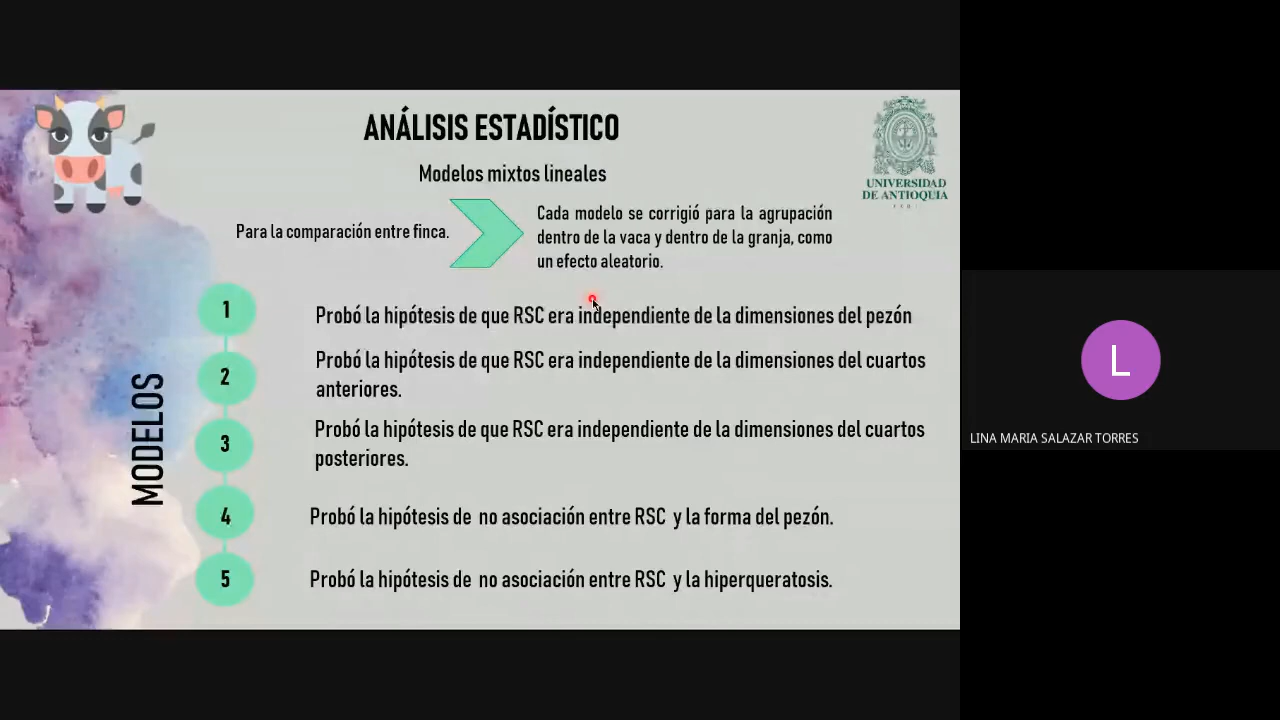 ANÁLISIS ESTADÍSTICO
UNIVERSIDAD
DE ANTIOQUIA
Modelos mixtos lineales
Para la comparación entre finca.
Cada modelo se corrigió para la agrupación
dentro de la vaca y dentro de la granja, como
un efecto aleatorio.
MODELOS
1
Probó la hipótesis de que RSC era independiente de la dimensiones del pezón
2
Probó la hipótesis de que RSC era independiente de la dimensiones del cuartos
anteriores.
3
Probó la hipótesis de que RSC era independiente de la dimensiones del cuartos
posteriores.
4
Probó la hipótesis de no asociación entre RSC y la forma del pezón.
5
Probó la hipótesis de no asociación entre RSC y la hiperqueratosis.
L
LINA MARIA SALAZAR TORRES